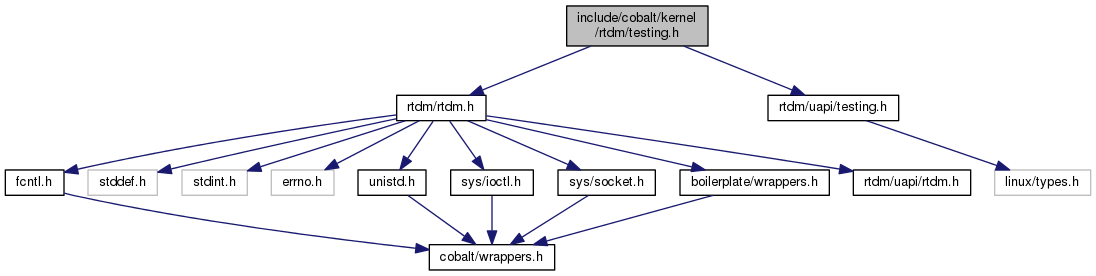 include/cobalt/kernel
/rtdm/testing.h
rtdm/rtdm.h
rtdm/uapi/testing.h
fcntl.h
stddef.h
stdint.h
errno.h
unistd.h
sys/ioctl.h
sys/socket.h
boilerplate/wrappers.h
rtdm/uapi/rtdm.h
linux/types.h
cobalt/wrappers.h